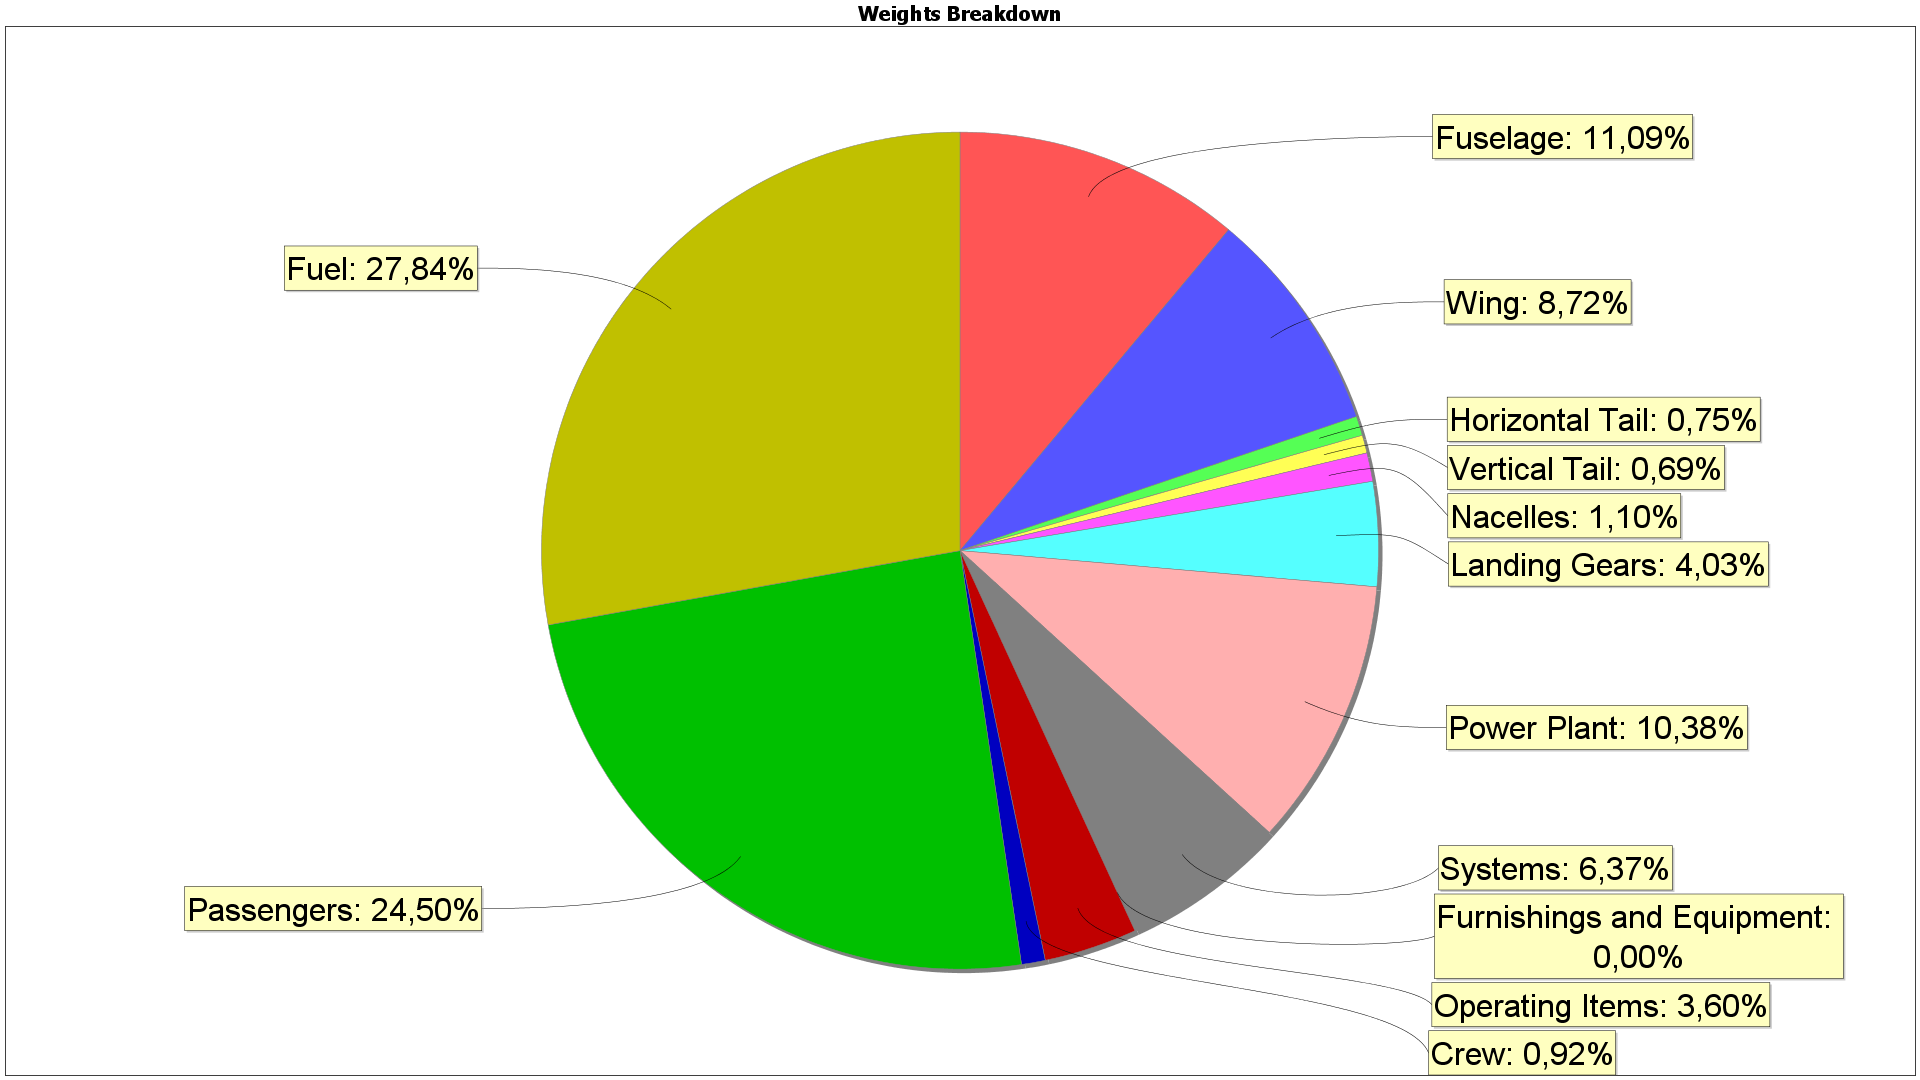 Weights Breakdown
Fuselage: 11,09%
Fuel: 27,84%
Wing: 8,72%
Horizontal Tail: 0,75%
Vertical Tail: 0,69%
Nacelles: 1,10%
Landing Gears: 4,03%
Power Plant: 10,38%
Systems: 6,37%
Passengers: 24,50%
Furnishings and Equipment:
0,00%
Operating Items: 3,60%
Crew: 0,92%